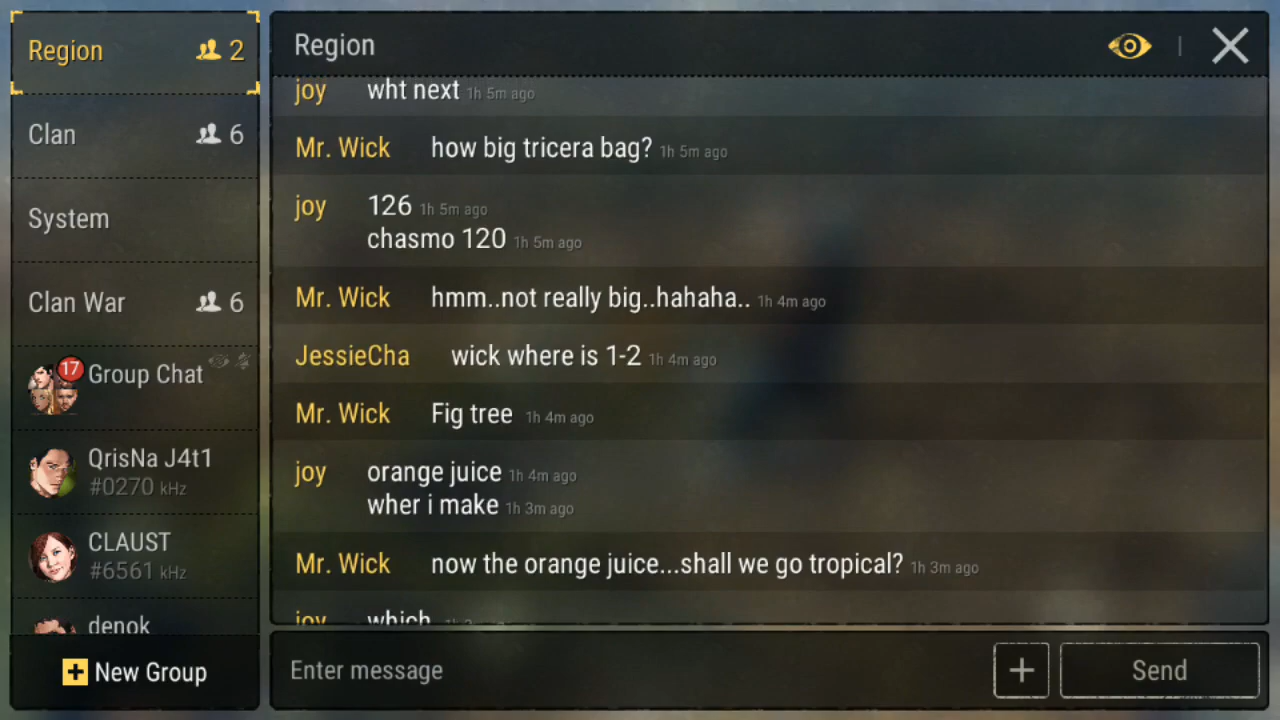 Region 2
Clan 6
System
Clan War 6
17 Group Chat
QrisNa J4t1
#0270 kHz
CLAUST
#6561 kHz
denok
New Group
Region
joy wht next 1h 5m ago
Mr. Wick how big tricera bag? 1h 5m ago
joy 126 1h 5m ago
chasmo 120 1h 5m ago
Mr. Wick hmm..not really big..hahaha.. 1h 4m ago
JessieCha wick where is 1-2 1h 4m ago
Mr. Wick Fig tree 1h 4m ago
joy orange juice 1h 4m ago
wher i make 1h 3m ago
Mr. Wick now the orange juice...shall we go tropical? 1h 3m ago
joy which
Enter message
Send